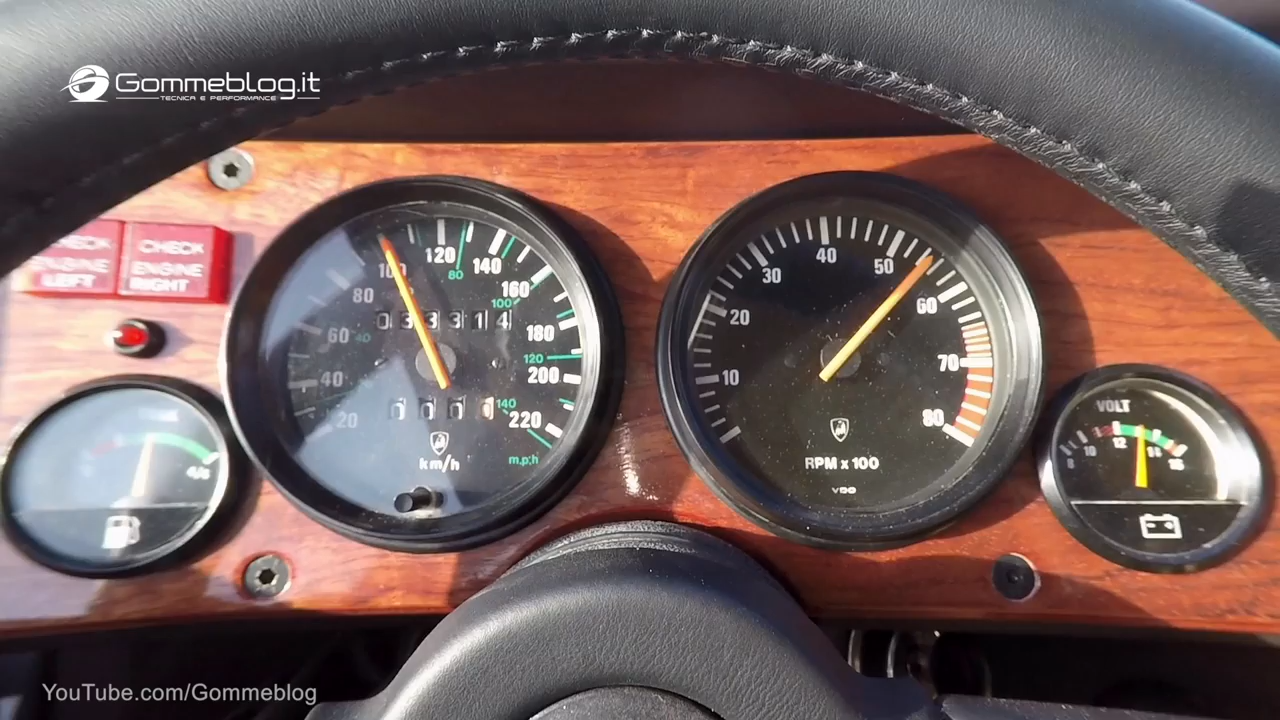 Gommeblog.it
TECNICA E PERFORMANCE
CHECK ENGINE LEFT
CHECK ENGINE RIGHT
20 40 60 80 100 120 140 160 180 200 220
40 80 100 120 140
033314
km/h
m.p.h
10 20 30 40 50 60 70 80
RPM x 100
VDO
VOLT
8 10 12 14 16
4/4
YouTube.com/Gommeblog